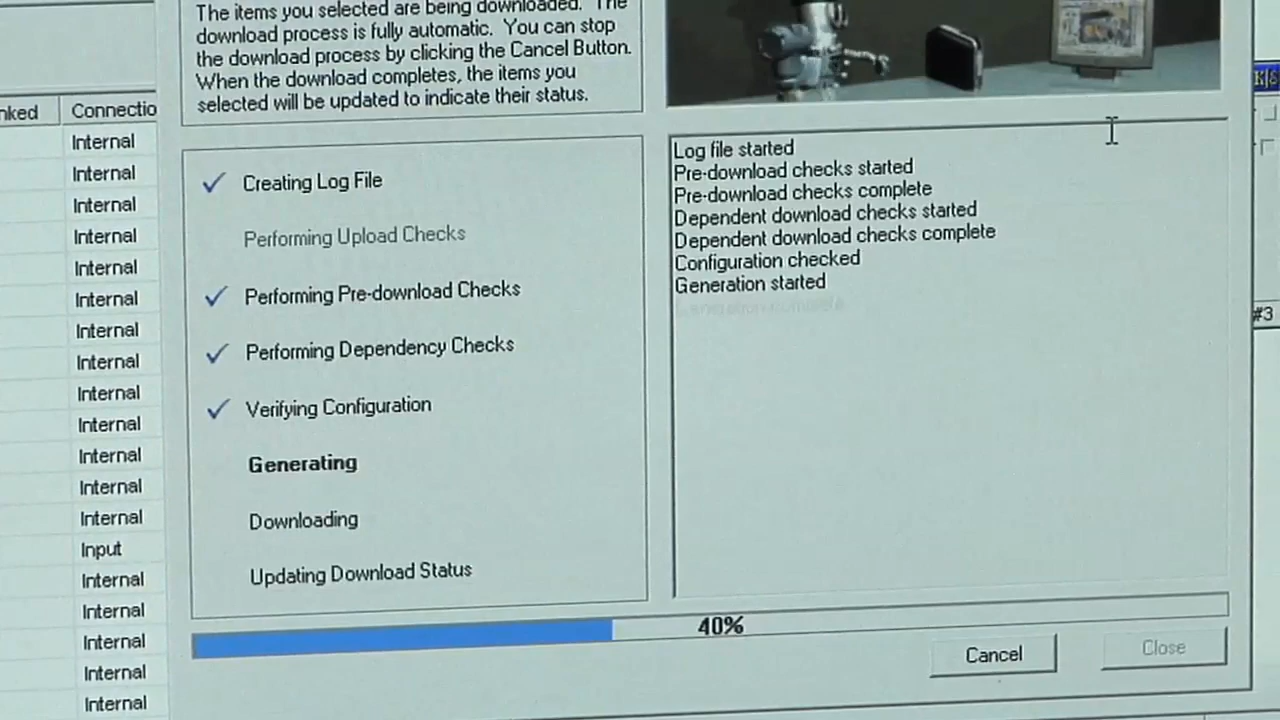 The items you selected are being downloaded. The
download process is fully automatic. You can stop
the download process by clicking the Cancel Button.
When the download completes, the items you
selected will be updated to indicate their status.
nked
Connectio
Internal
Internal
Internal
Internal
Internal
Internal
Internal
Internal
Internal
Internal
Internal
Internal
Internal
Input
Internal
Internal
Internal
Internal
Internal
Creating Log File
Performing Upload Checks
Performing Pre-download Checks
Performing Dependency Checks
Verifying Configuration
Generating
Downloading
Updating Download Status
Log file started
Pre-download checks started
Pre-download checks complete
Dependent download checks started
Dependent download checks complete
Configuration checked
Generation started
#3
40%
Cancel
Close